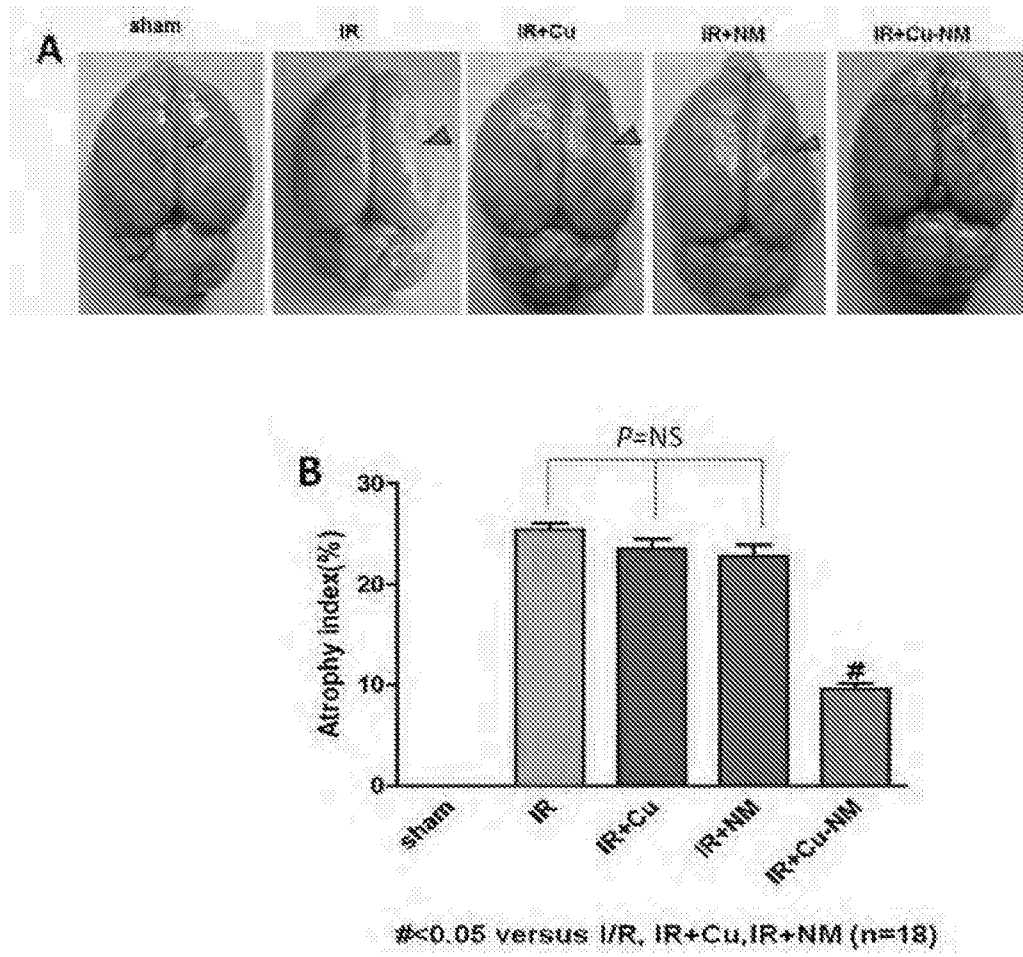 A
sham IR IR+Cu IR+NM IR+Cu-NM
P=NS
B
Atrophy index(%)
30
20
10
0
#
sham IR IR+Cu IR+NM IR+Cu-NM
#<0.05 versus I/R, IR+Cu,IR+NM (n=18)